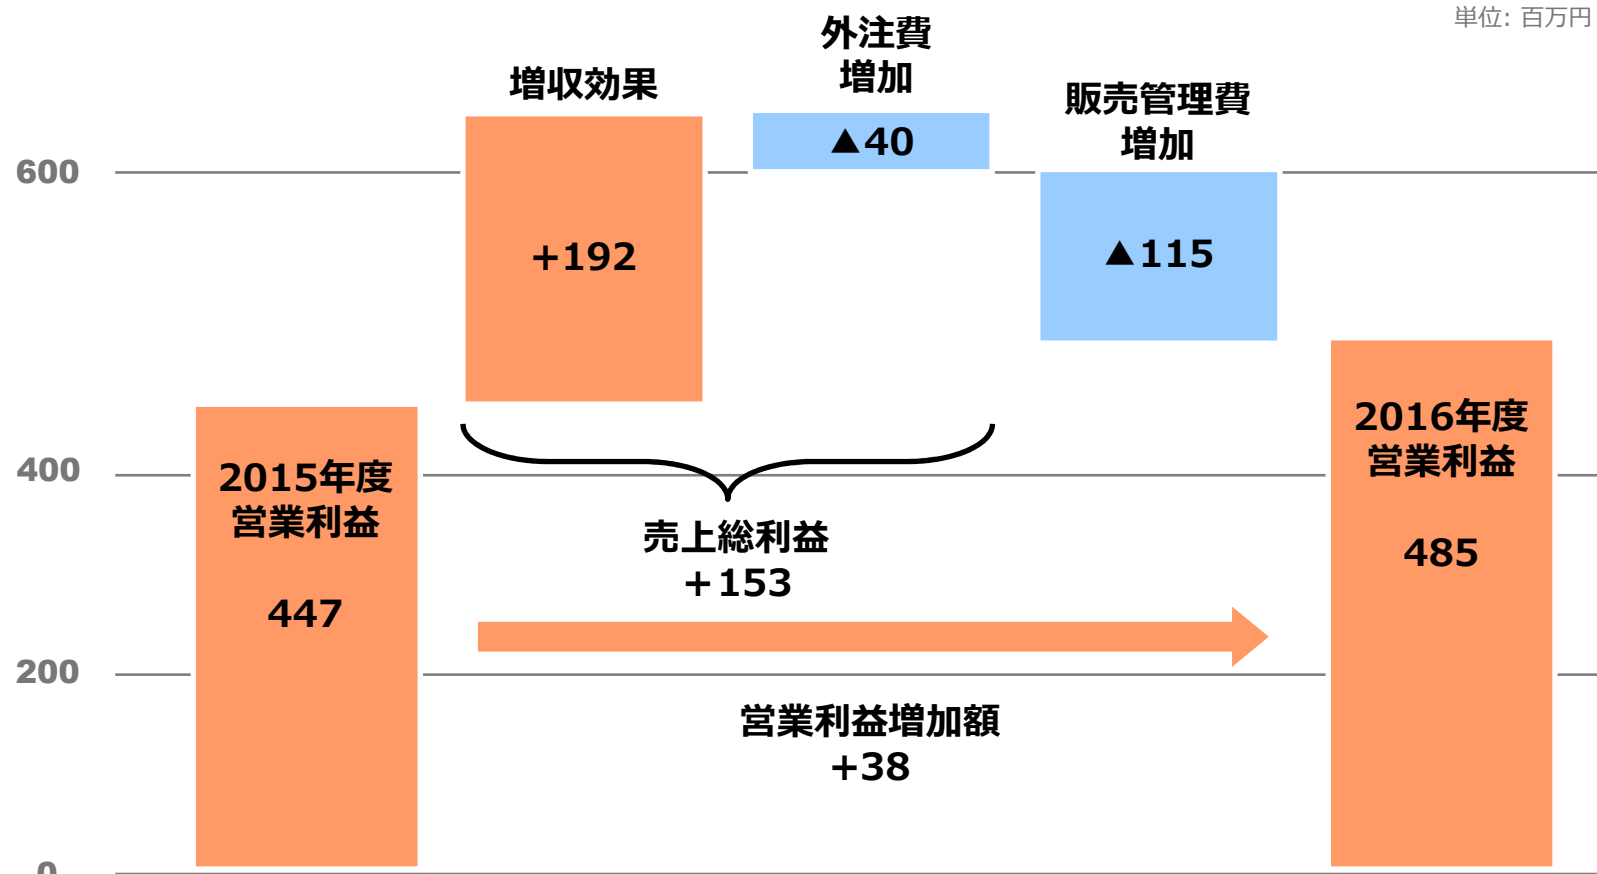 単位: 百万円
外注費
増加
増収効果
販売管理費
増加
▲40
600
+192
▲115
2016年度
営業利益
485
400
2015年度
営業利益
447
売上総利益
+153
200
営業利益増加額
+38
0